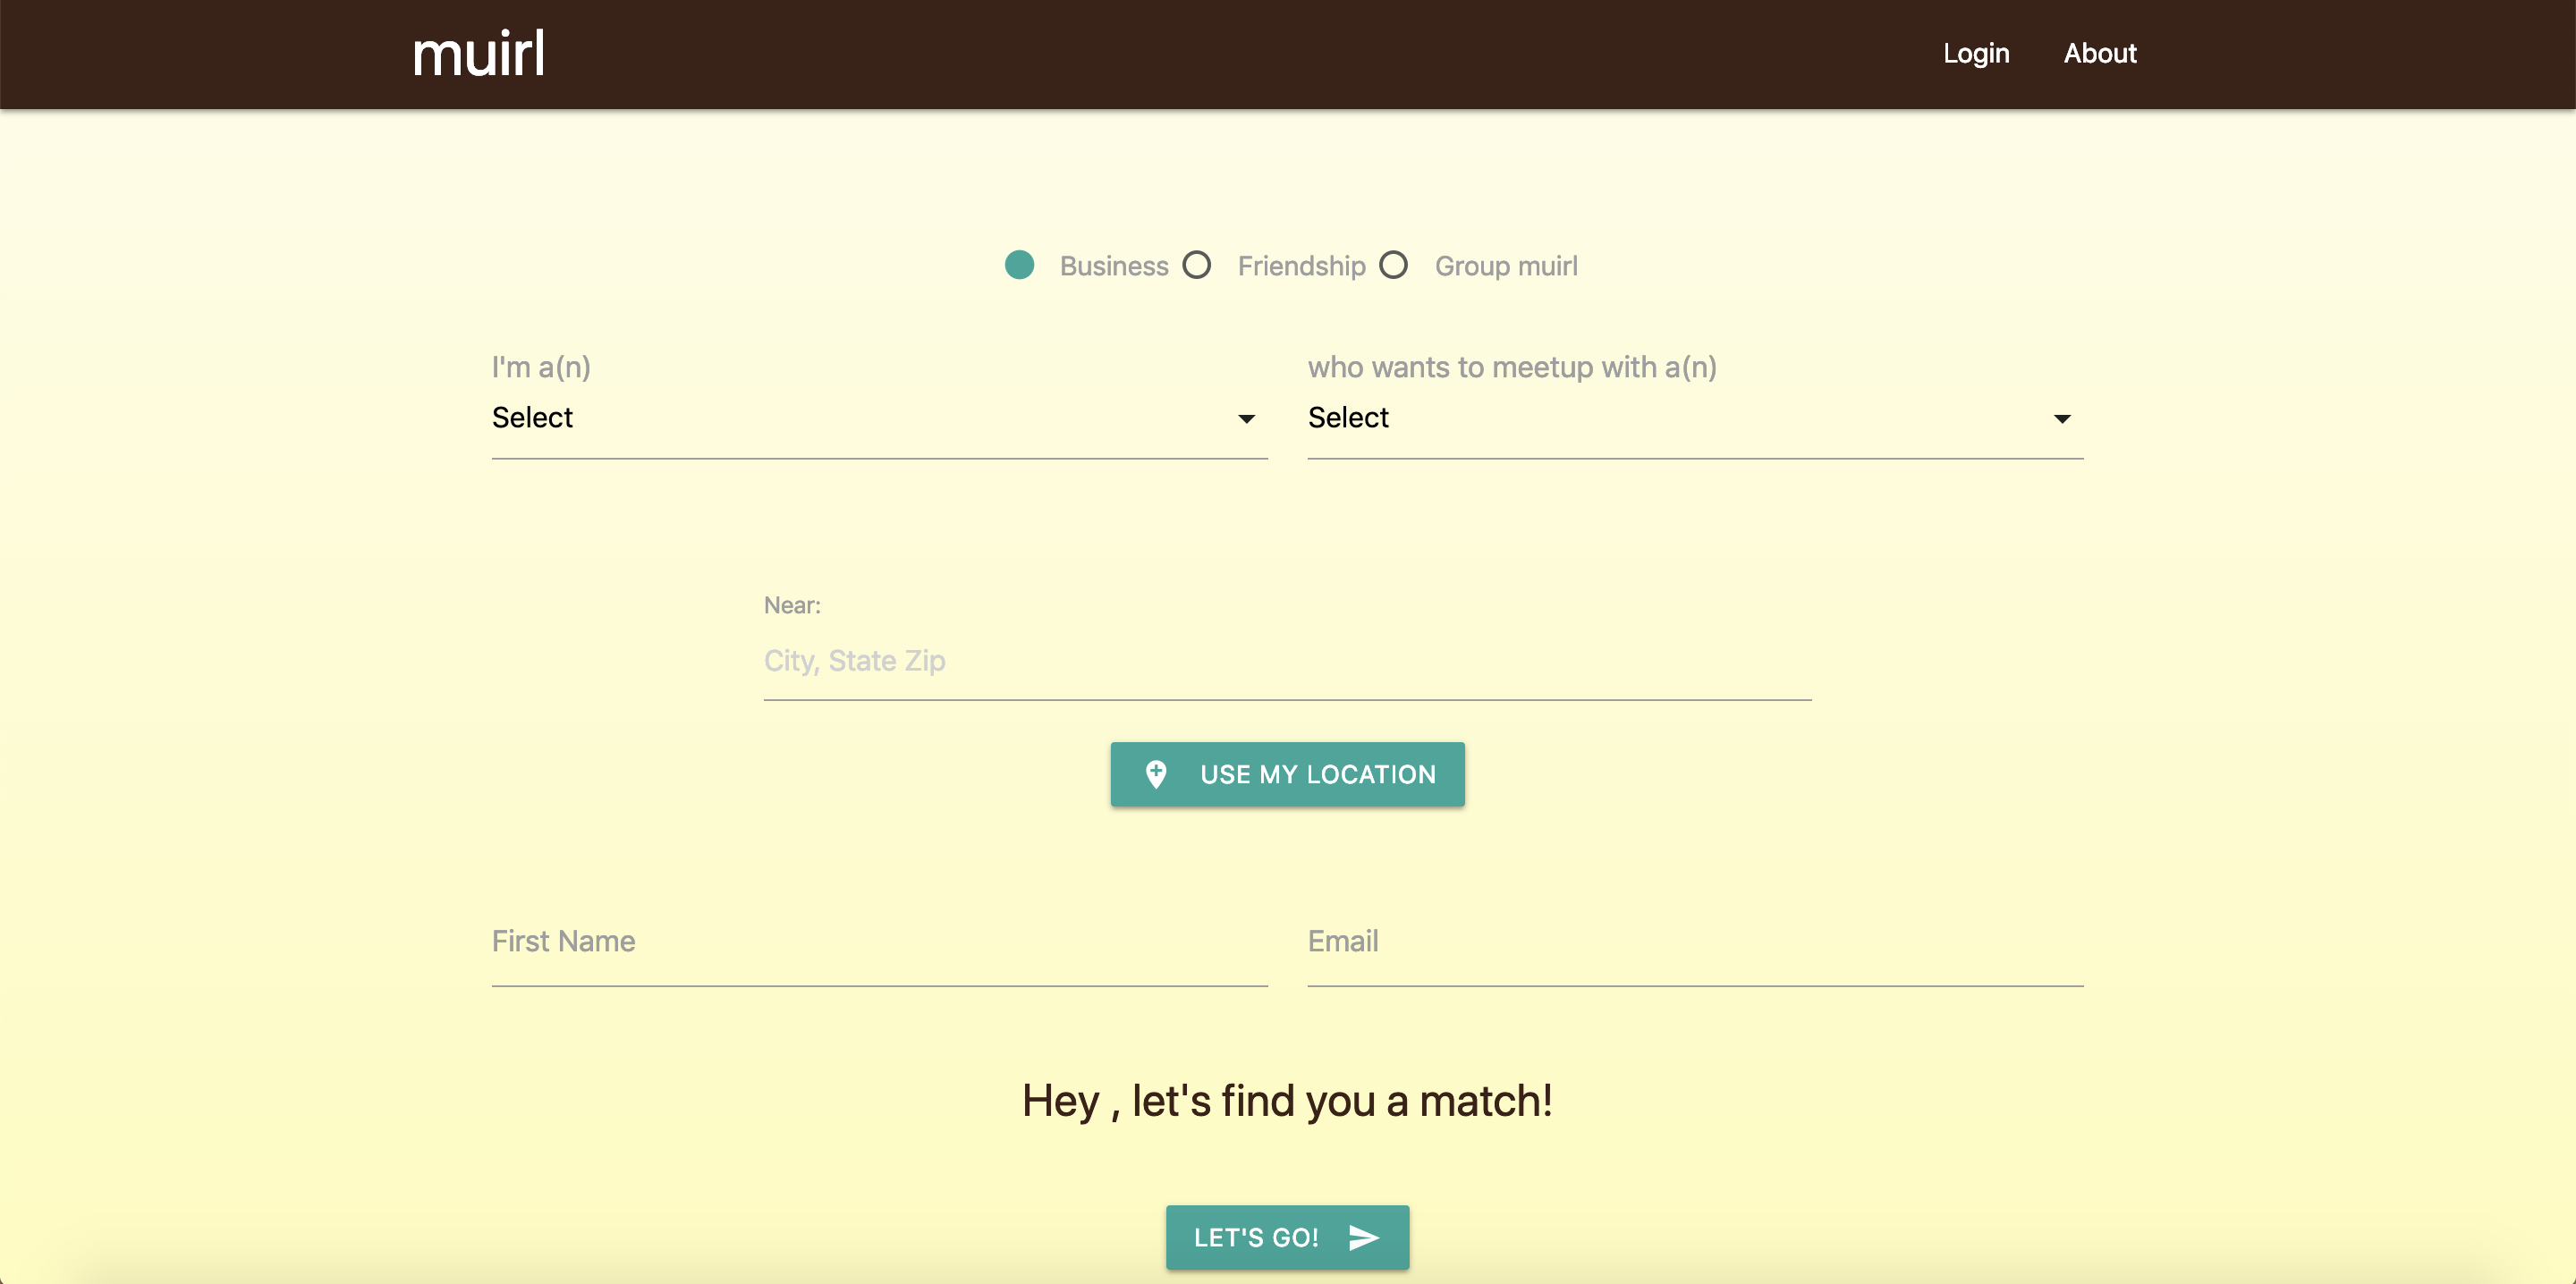 muirl
Login About
Business Friendship Group muirl
I'm a(n) who wants to meetup with a(n)
Select Select
Near:
City, State Zip
USE MY LOCATION
First Name Email
Hey , let's find you a match!
LET'S GO!